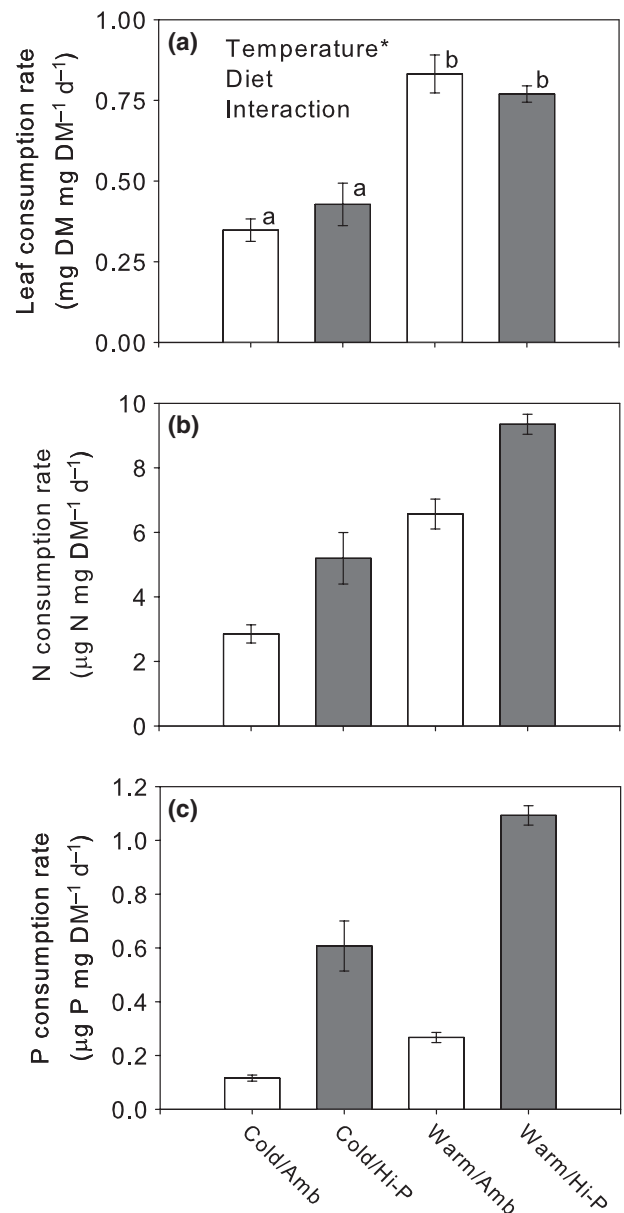 (a)
Temperature*
Diet
Interaction
Leaf consumption rate
(mg DM mg DM⁻¹ d⁻¹)
1.00
0.75
0.50
0.25
0.00
a
a
b
b
(b)
N consumption rate
(µg N mg DM⁻¹ d⁻¹)
10
8
6
4
2
0
(c)
P consumption rate
(µg P mg DM⁻¹ d⁻¹)
1.2
1.0
0.8
0.6
0.4
0.2
0.0
Cold/Amb
Cold/Hi-P
Warm/Amb
Warm/Hi-P